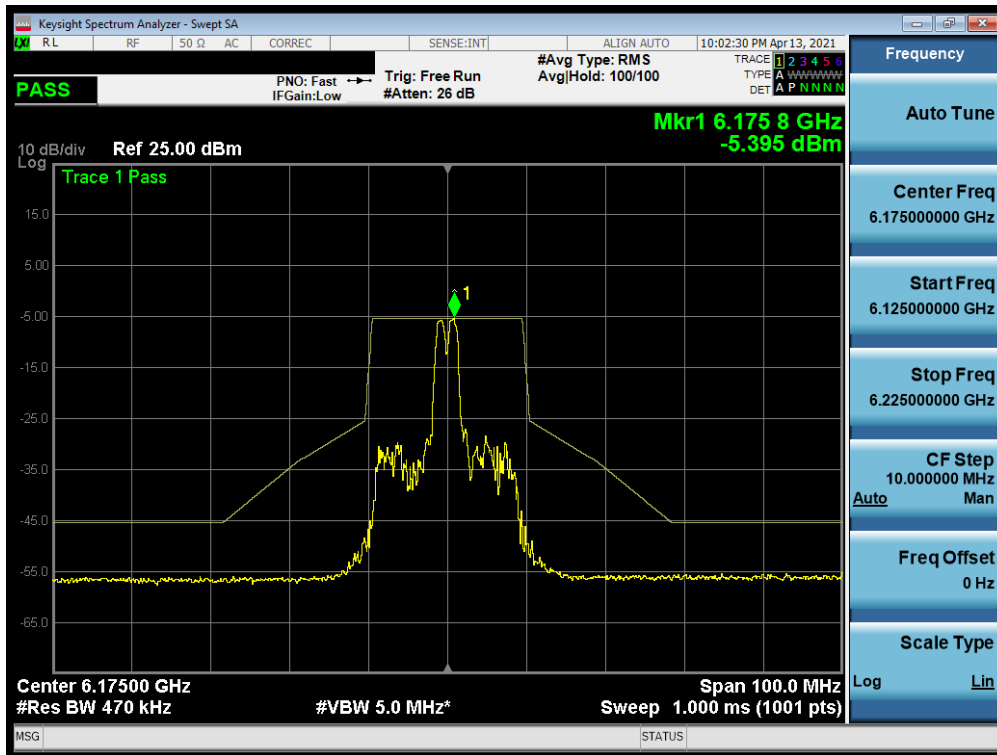 Keysight Spectrum Analyzer - Swept SA
LXI RL RF 50 Ω AC CORREC SENSE:INT ALIGN AUTO 10:02:30 PM Apr 13, 2021
PASS
PNO: Fast
IFGain:Low
Trig: Free Run
#Atten: 26 dB
#Avg Type: RMS
Avg|Hold: 100/100
TRACE 1 2 3 4 5 6
TYPE A WWWWW
DET A P N N N N
Mkr1 6.175 8 GHz
-5.395 dBm
10 dB/div Ref 25.00 dBm
Log
Trace 1 Pass
1
15.0
5.00
-5.00
-15.0
-25.0
-35.0
-45.0
-55.0
-65.0
Center 6.17500 GHz Span 100.0 MHz
#Res BW 470 kHz #VBW 5.0 MHz* Sweep 1.000 ms (1001 pts)
MSG STATUS
Frequency
Auto Tune
Center Freq
6.175000000 GHz
Start Freq
6.125000000 GHz
Stop Freq
6.225000000 GHz
CF Step
10.000000 MHz
Auto Man
Freq Offset
0 Hz
Scale Type
Log Lin